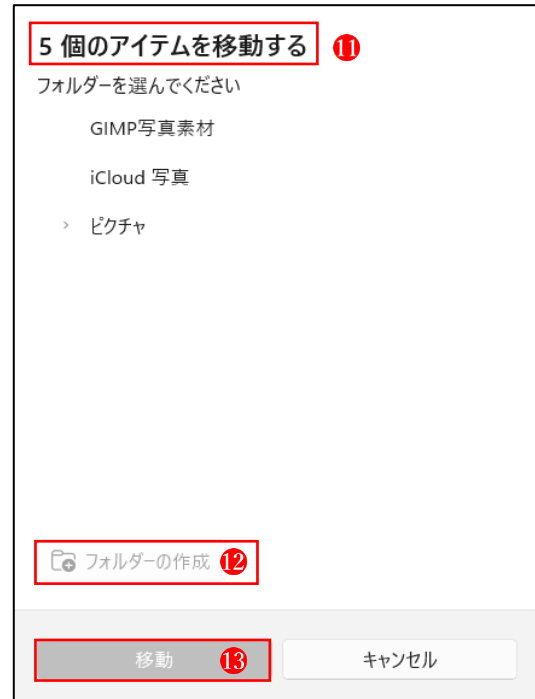 5 個のアイテムを移動する ⓫
フォルダーを選んでください
GIMP写真素材
iCloud 写真
ピクチャ
フォルダーの作成 ⓬
移動 ⓭
キャンセル